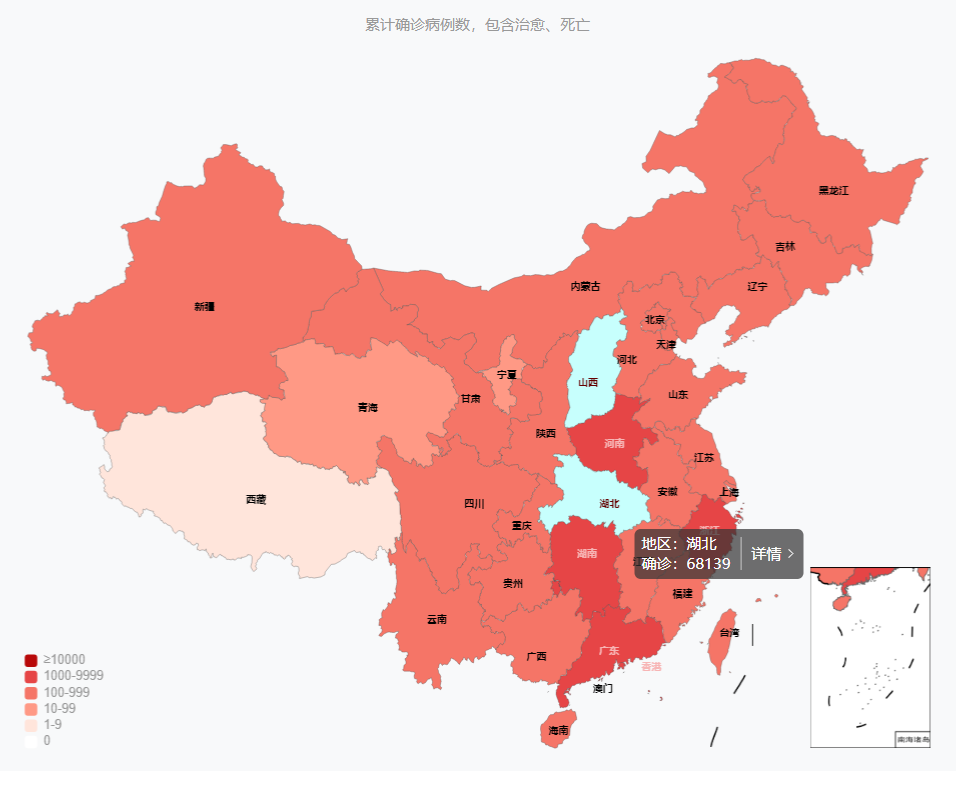 累计确诊病例数，包含治愈、死亡
黑龙江
吉林
内蒙古
辽宁
新疆
北京
天津
河北
宁夏
山西
甘肃
山东
青海
陕西
河南
江苏
上海
安徽
西藏
四川
湖北
重庆
地区：湖北
确诊：68139
详情 >
湖南
贵州
福建
云南
台湾
广东
广西
香港
澳门
海南
南海诸岛
≥10000
1000-9999
100-999
10-99
1-9
0